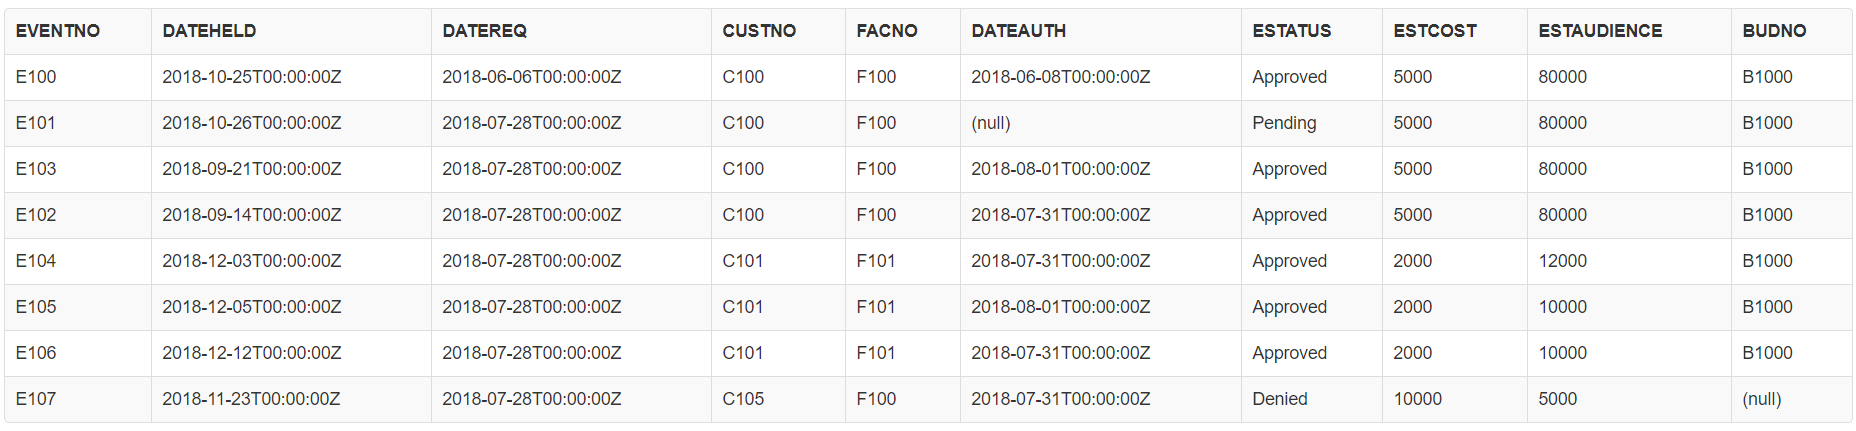 EVENTNO DATEHELD DATEREQ CUSTNO FACNO DATEAUTH ESTATUS ESTCOST ESTAUDIENCE BUDNO
E100 2018-10-25T00:00:00Z 2018-06-06T00:00:00Z C100 F100 2018-06-08T00:00:00Z Approved 5000 80000 B1000
E101 2018-10-26T00:00:00Z 2018-07-28T00:00:00Z C100 F100 (null) Pending 5000 80000 B1000
E103 2018-09-21T00:00:00Z 2018-07-28T00:00:00Z C100 F100 2018-08-01T00:00:00Z Approved 5000 80000 B1000
E102 2018-09-14T00:00:00Z 2018-07-28T00:00:00Z C100 F100 2018-07-31T00:00:00Z Approved 5000 80000 B1000
E104 2018-12-03T00:00:00Z 2018-07-28T00:00:00Z C101 F101 2018-07-31T00:00:00Z Approved 2000 12000 B1000
E105 2018-12-05T00:00:00Z 2018-07-28T00:00:00Z C101 F101 2018-08-01T00:00:00Z Approved 2000 10000 B1000
E106 2018-12-12T00:00:00Z 2018-07-28T00:00:00Z C101 F101 2018-07-31T00:00:00Z Approved 2000 10000 B1000
E107 2018-11-23T00:00:00Z 2018-07-28T00:00:00Z C105 F100 2018-07-31T00:00:00Z Denied 10000 5000 (null)